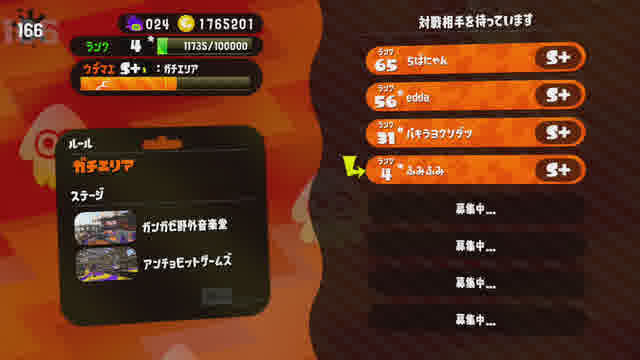 166
024
1765201
ランク 4* 11735/100000
ウデマエ S+ : ガチエリア
ルール
ガチエリア
ステージ
ガンガゼ野外音楽堂
アンチョビットゲームズ
対戦相手を待っています
ランク 65 ちはにゃん S+
ランク 56* edda S+
ランク 31* バキラヨクソダッ S+
ランク 4* ふみふみ S+
募集中...
募集中...
募集中...
募集中...